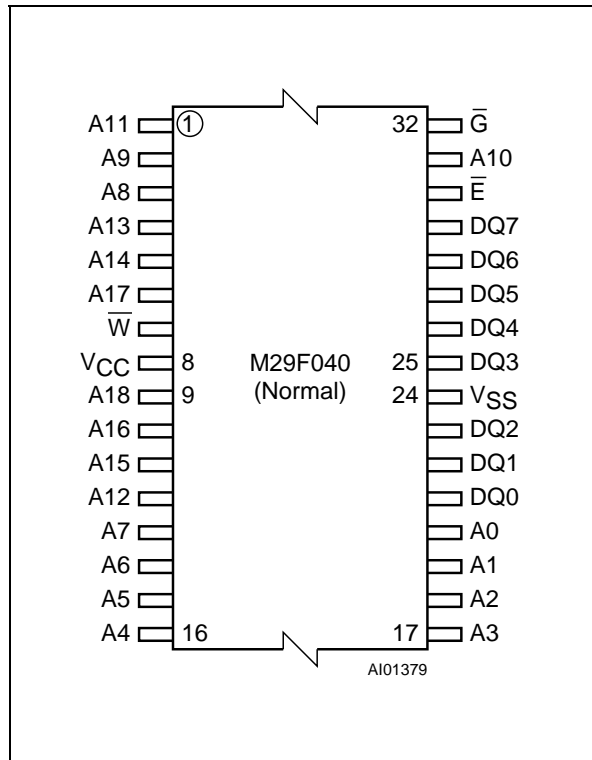 A11 ① 32 G̅
A9 A10
A8 E̅
A13 DQ7
A14 DQ6
A17 DQ5
W̅ DQ4
VCC 8 M29F040 25 DQ3
A18 9 (Normal) 24 VSS
A16 DQ2
A15 DQ1
A12 DQ0
A7 A0
A6 A1
A5 A2
A4 16 17 A3
AI01379